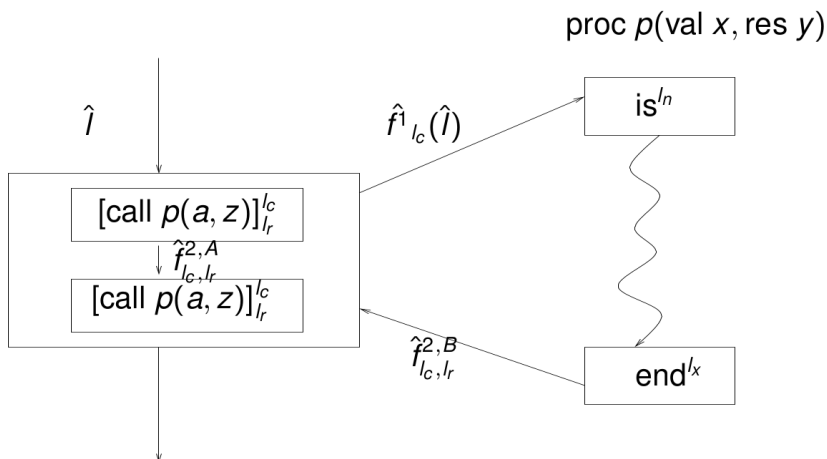 proc p(val x, res y)
l̂
f̂¹_{l_c}(l̂)
is^{l_n}
[call p(a, z)]^{l_c}_{l_r}
f̂^{2,A}_{l_c,l_r}
[call p(a, z)]^{l_c}_{l_r}
f̂^{2,B}_{l_c,l_r}
end^{l_x}